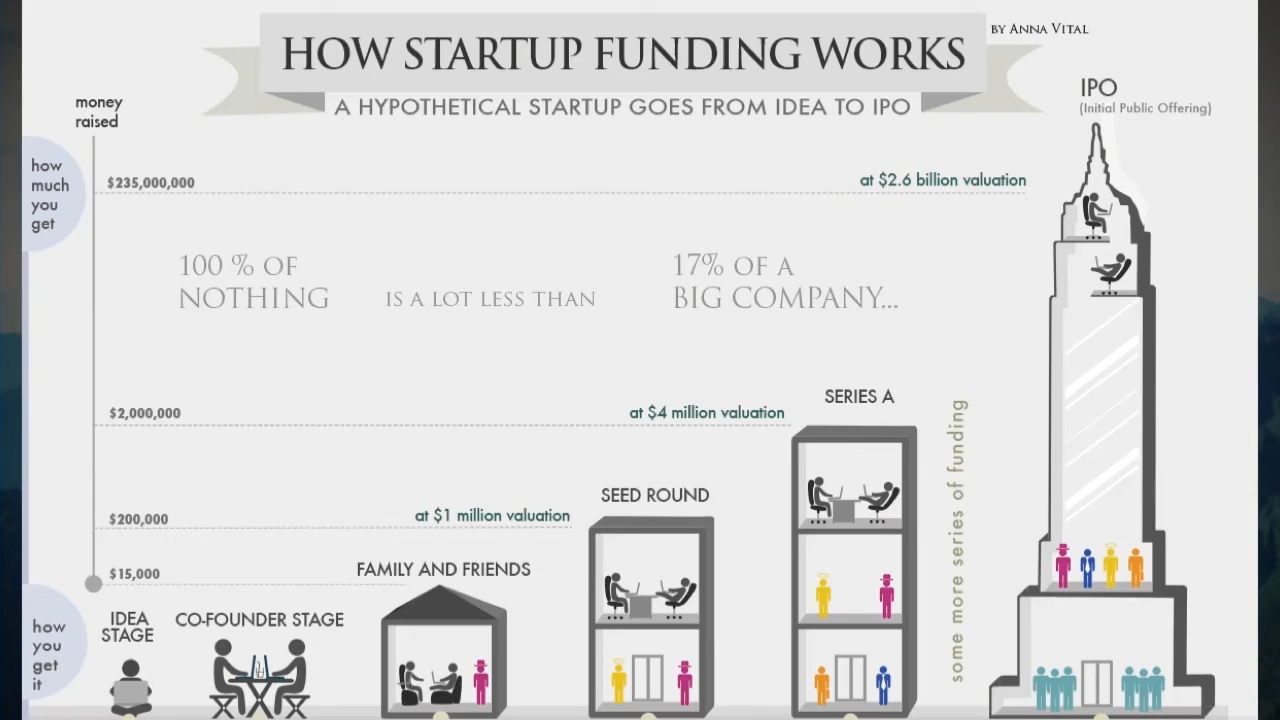 HOW STARTUP FUNDING WORKS
BY ANNA VITAL
A HYPOTHETICAL STARTUP GOES FROM IDEA TO IPO
IPO
(Initial Public Offering)
money
raised
how
much
you
get
$235,000,000
at $2.6 billion valuation
100 % OF
NOTHING
IS A LOT LESS THAN
17% OF A
BIG COMPANY...
SERIES A
$2,000,000
at $4 million valuation
some more series of funding
SEED ROUND
$200,000
at $1 million valuation
FAMILY AND FRIENDS
$15,000
IDEA
STAGE
CO-FOUNDER STAGE
how
you
get
it